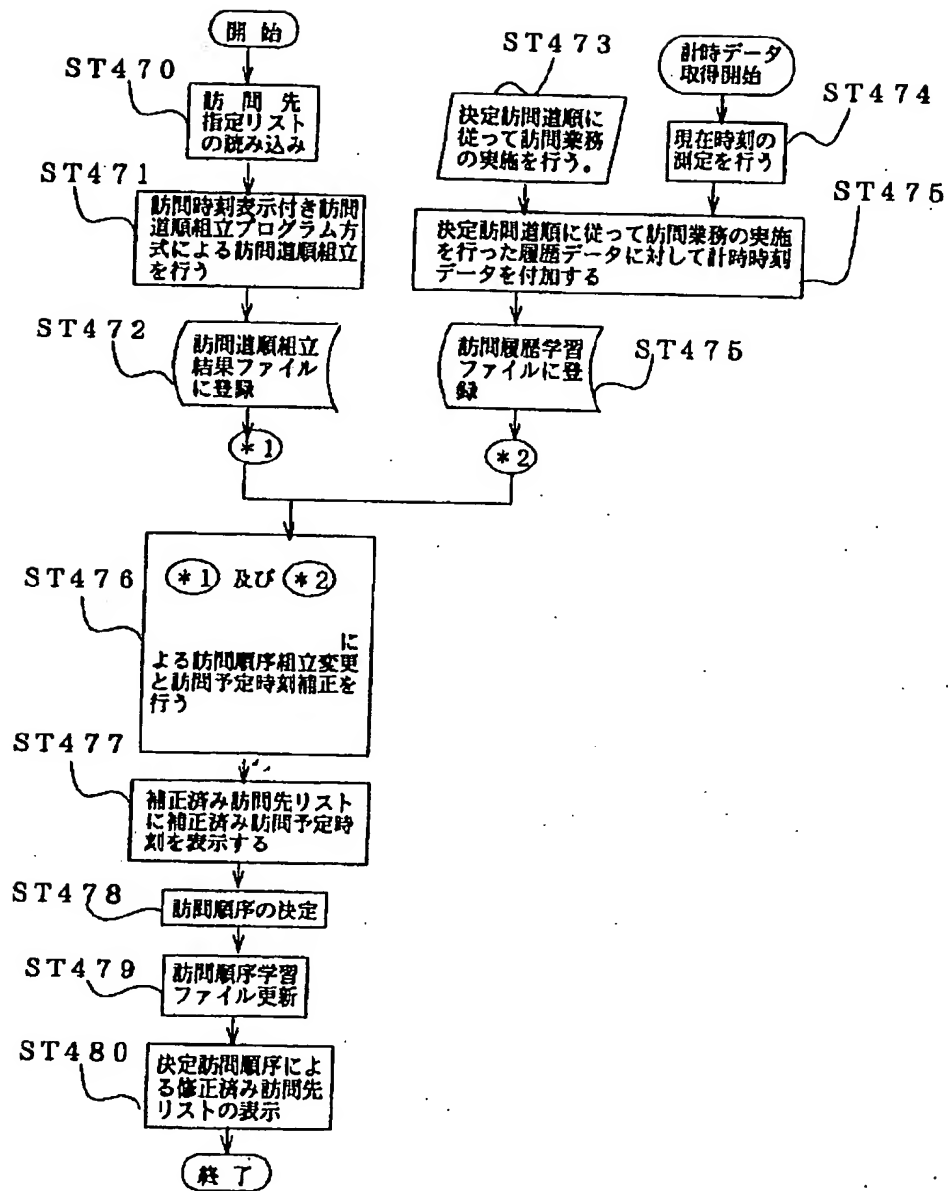 開始
ST470
訪問先
指定リスト
の読み込み
ST471
訪問時刻表示付き訪問
道順組立プログラム方
式による訪問道順組立
を行う
ST472
訪問道順組立
結果ファイル
に登録
*1
ST473
決定訪問道順に
従って訪問業務
の実施を行う。
計時データ
取得開始
ST474
現在時刻の
測定を行う
ST475
決定訪問道順に従って訪問業務の実施
を行った履歴データに対して計時時刻
データを付加する
訪問履歴学習
ファイルに登
録
ST475
*2
ST476
*1 及び *2
に
よる訪問順序組立変更
と訪問予定時刻補正を
行う
ST477
補正済み訪問先リスト
に補正済み訪問予定時
刻を表示する
ST478
訪問順序の決定
ST479
訪問順序学習
ファイル更新
ST480
決定訪問順序によ
る修正済み訪問先
リストの表示
終了